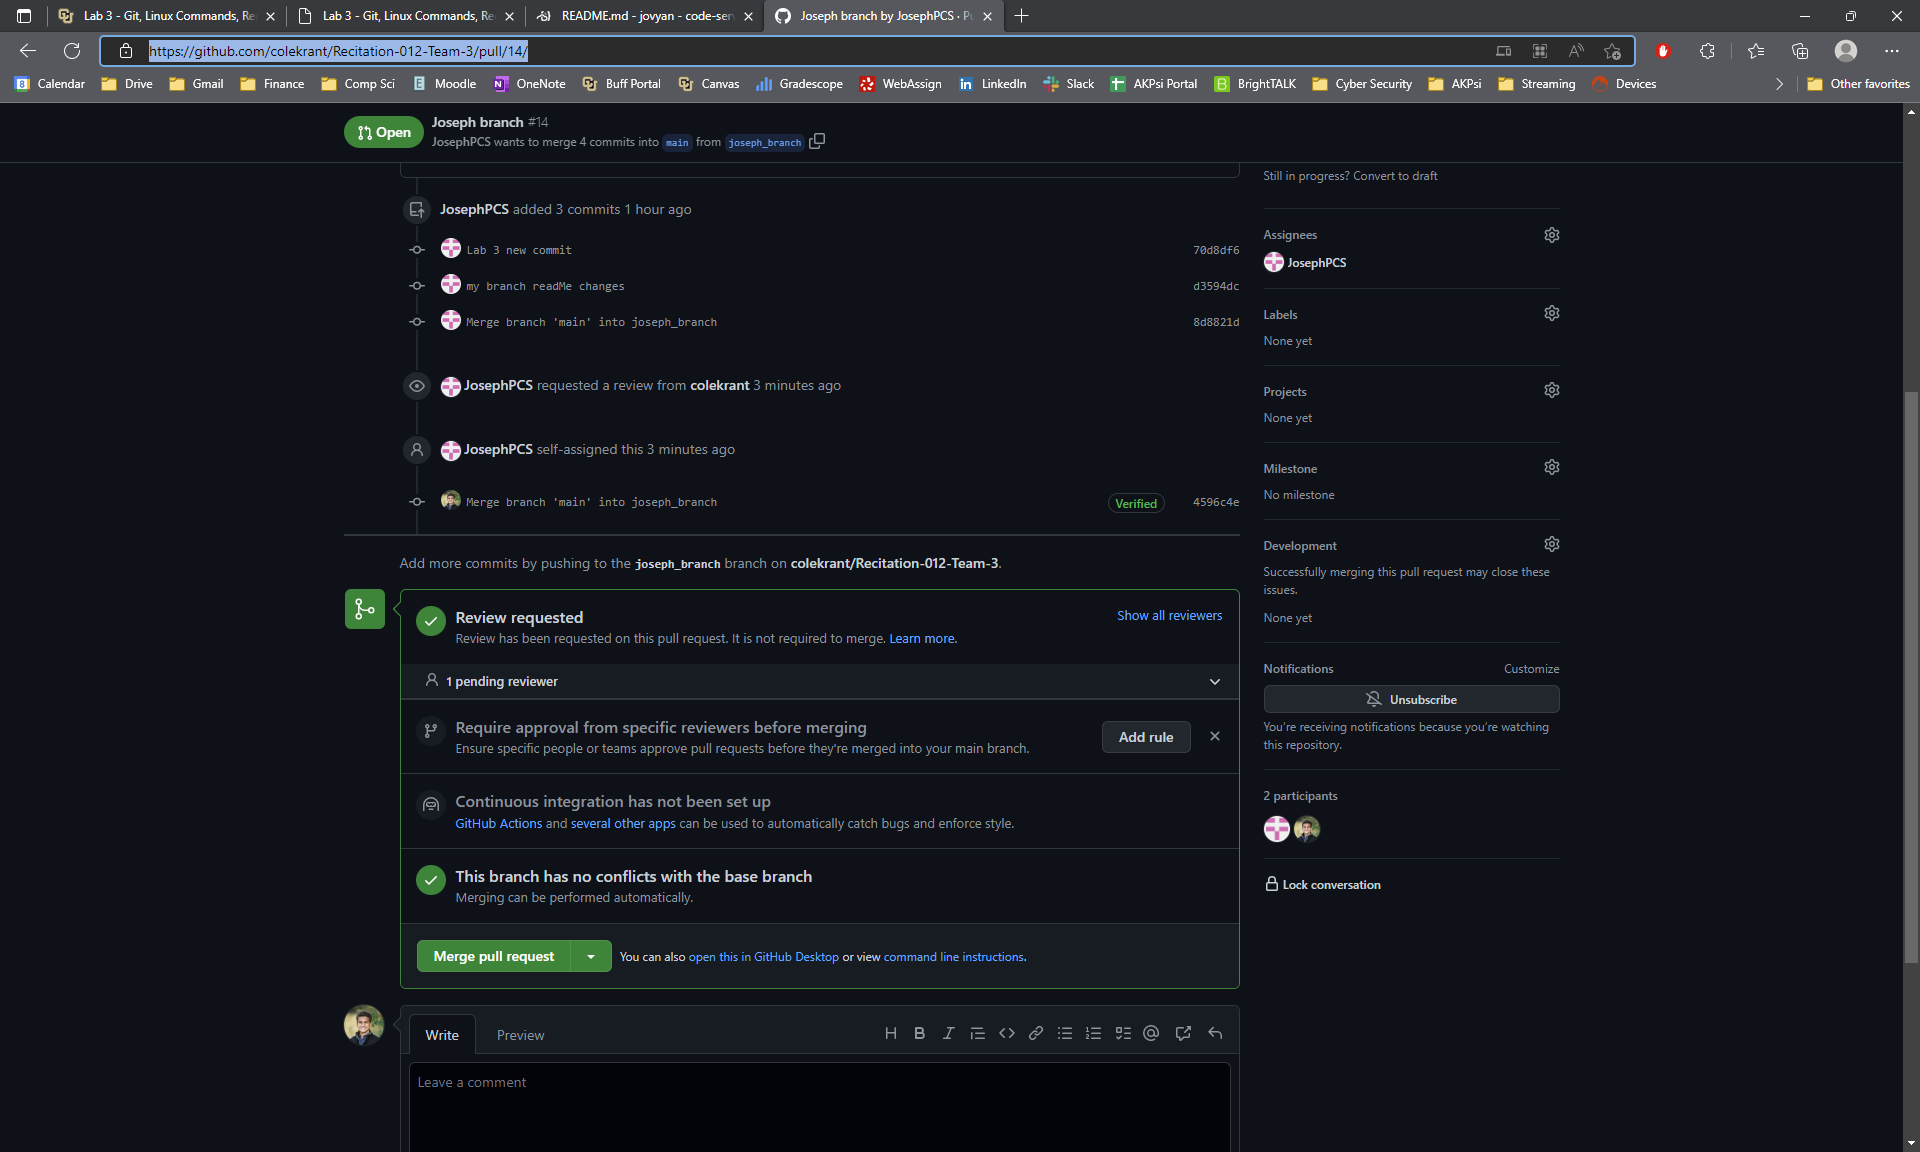 Lab 3 - Git, Linux Commands, Re
Lab 3 - Git, Linux Commands, Re
README.md - jovyan - code-ser
Joseph branch by JosephPCS · Pu
https://github.com/colekrant/Recitation-012-Team-3/pull/14/
Calendar
Drive
Gmail
Finance
Comp Sci
Moodle
OneNote
Buff Portal
Canvas
Gradescope
WebAssign
LinkedIn
Slack
AKPsi Portal
BrightTALK
Cyber Security
AKPsi
Streaming
Devices
Other favorites
Open
Joseph branch #14
JosephPCS wants to merge 4 commits into main from joseph_branch
JosephPCS added 3 commits 1 hour ago
Lab 3 new commit 70d8df6
my branch readMe changes d3594dc
Merge branch 'main' into joseph_branch 8d8821d
JosephPCS requested a review from colekrant 3 minutes ago
JosephPCS self-assigned this 3 minutes ago
Merge branch 'main' into joseph_branch Verified 4596c4e
Add more commits by pushing to the joseph_branch branch on colekrant/Recitation-012-Team-3.
Review requested
Show all reviewers
Review has been requested on this pull request. It is not required to merge. Learn more.
1 pending reviewer
Require approval from specific reviewers before merging
Ensure specific people or teams approve pull requests before they're merged into your main branch.
Add rule
Continuous integration has not been set up
GitHub Actions and several other apps can be used to automatically catch bugs and enforce style.
This branch has no conflicts with the base branch
Merging can be performed automatically.
Merge pull request
You can also open this in GitHub Desktop or view command line instructions.
Write
Preview
Leave a comment
Still in progress? Convert to draft
Assignees
JosephPCS
Labels
None yet
Projects
None yet
Milestone
No milestone
Development
Successfully merging this pull request may close these
issues.
None yet
Notifications
Customize
Unsubscribe
You're receiving notifications because you're watching
this repository.
2 participants
Lock conversation